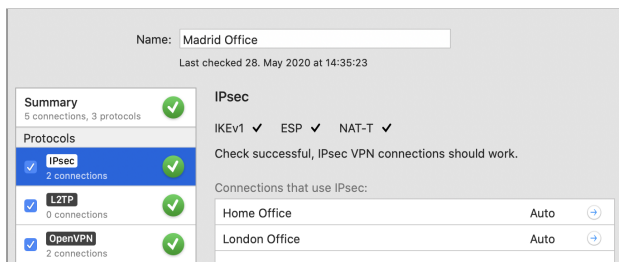 Name: Madrid Office
Last checked 28. May 2020 at 14:35:23
Summary
5 connections, 3 protocols
Protocols
IPsec
2 connections
L2TP
0 connections
OpenVPN
2 connections
IPsec
IKEv1 ✔ ESP ✔ NAT-T ✔
Check successful, IPsec VPN connections should work.
Connections that use IPsec:
Home Office Auto
London Office Auto